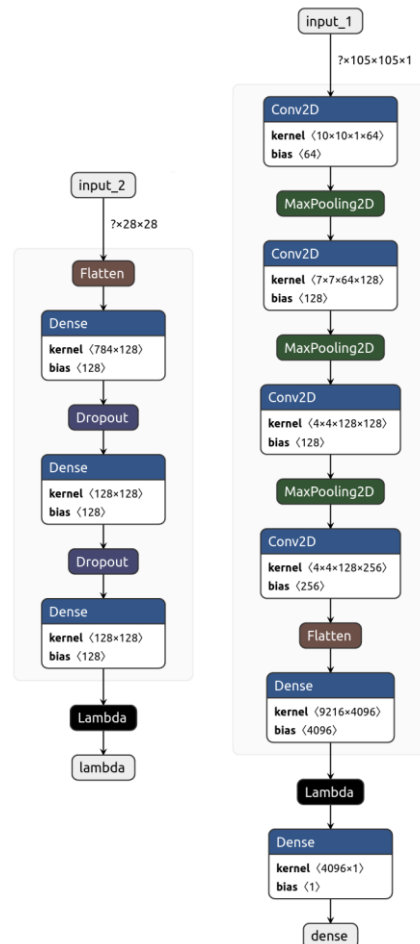 input_2
?×28×28
Flatten
Dense
kernel ⟨784×128⟩
bias ⟨128⟩
Dropout
Dense
kernel ⟨128×128⟩
bias ⟨128⟩
Dropout
Dense
kernel ⟨128×128⟩
bias ⟨128⟩
Lambda
lambda
input_1
?×105×105×1
Conv2D
kernel ⟨10×10×1×64⟩
bias ⟨64⟩
MaxPooling2D
Conv2D
kernel ⟨7×7×64×128⟩
bias ⟨128⟩
MaxPooling2D
Conv2D
kernel ⟨4×4×128×128⟩
bias ⟨128⟩
MaxPooling2D
Conv2D
kernel ⟨4×4×128×256⟩
bias ⟨256⟩
Flatten
Dense
kernel ⟨9216×4096⟩
bias ⟨4096⟩
Lambda
Dense
kernel ⟨4096×1⟩
bias ⟨1⟩
dense